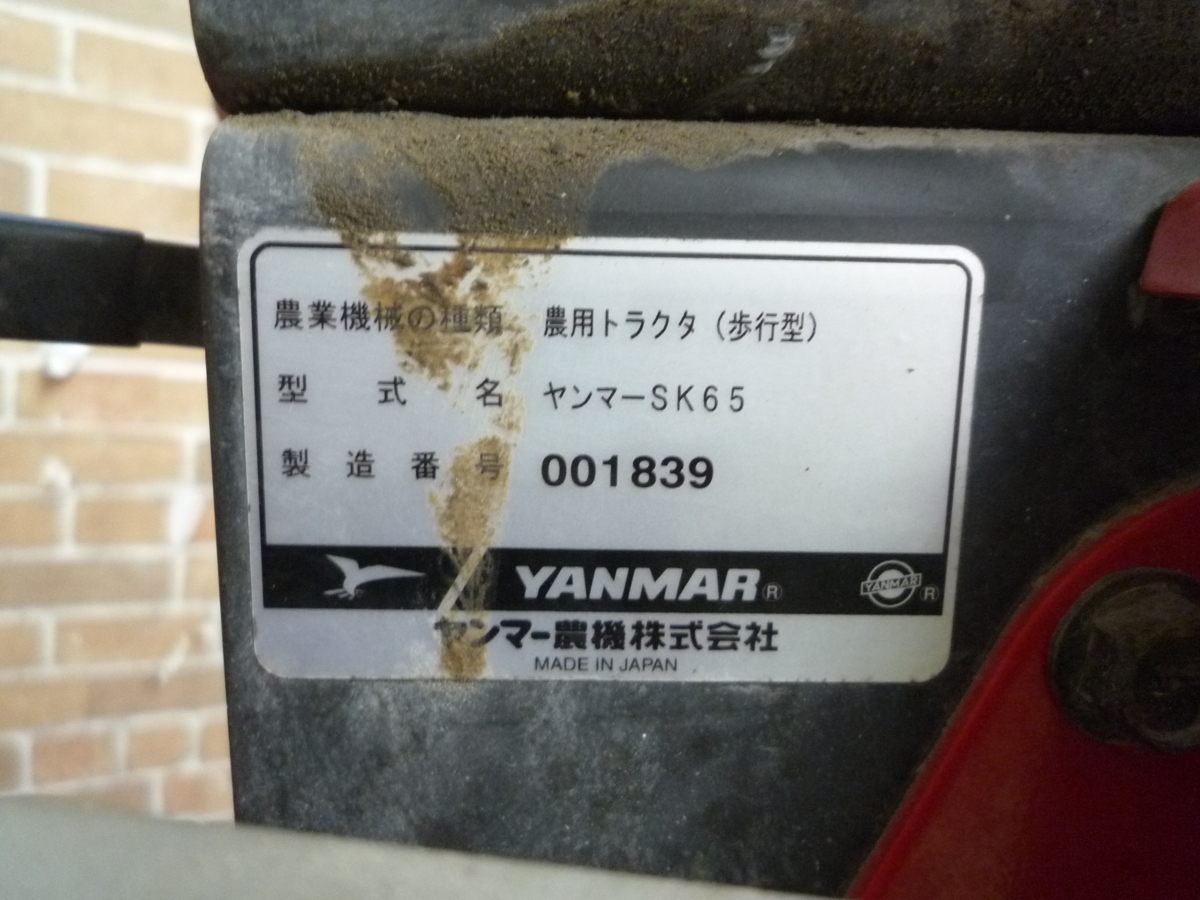 農業機械の種類 農用トラクタ（歩行型）
型式名 ヤンマーSK65
製造番号 001839
YANMAR® YANMAR ®
ヤンマー農機株式会社
MADE IN JAPAN